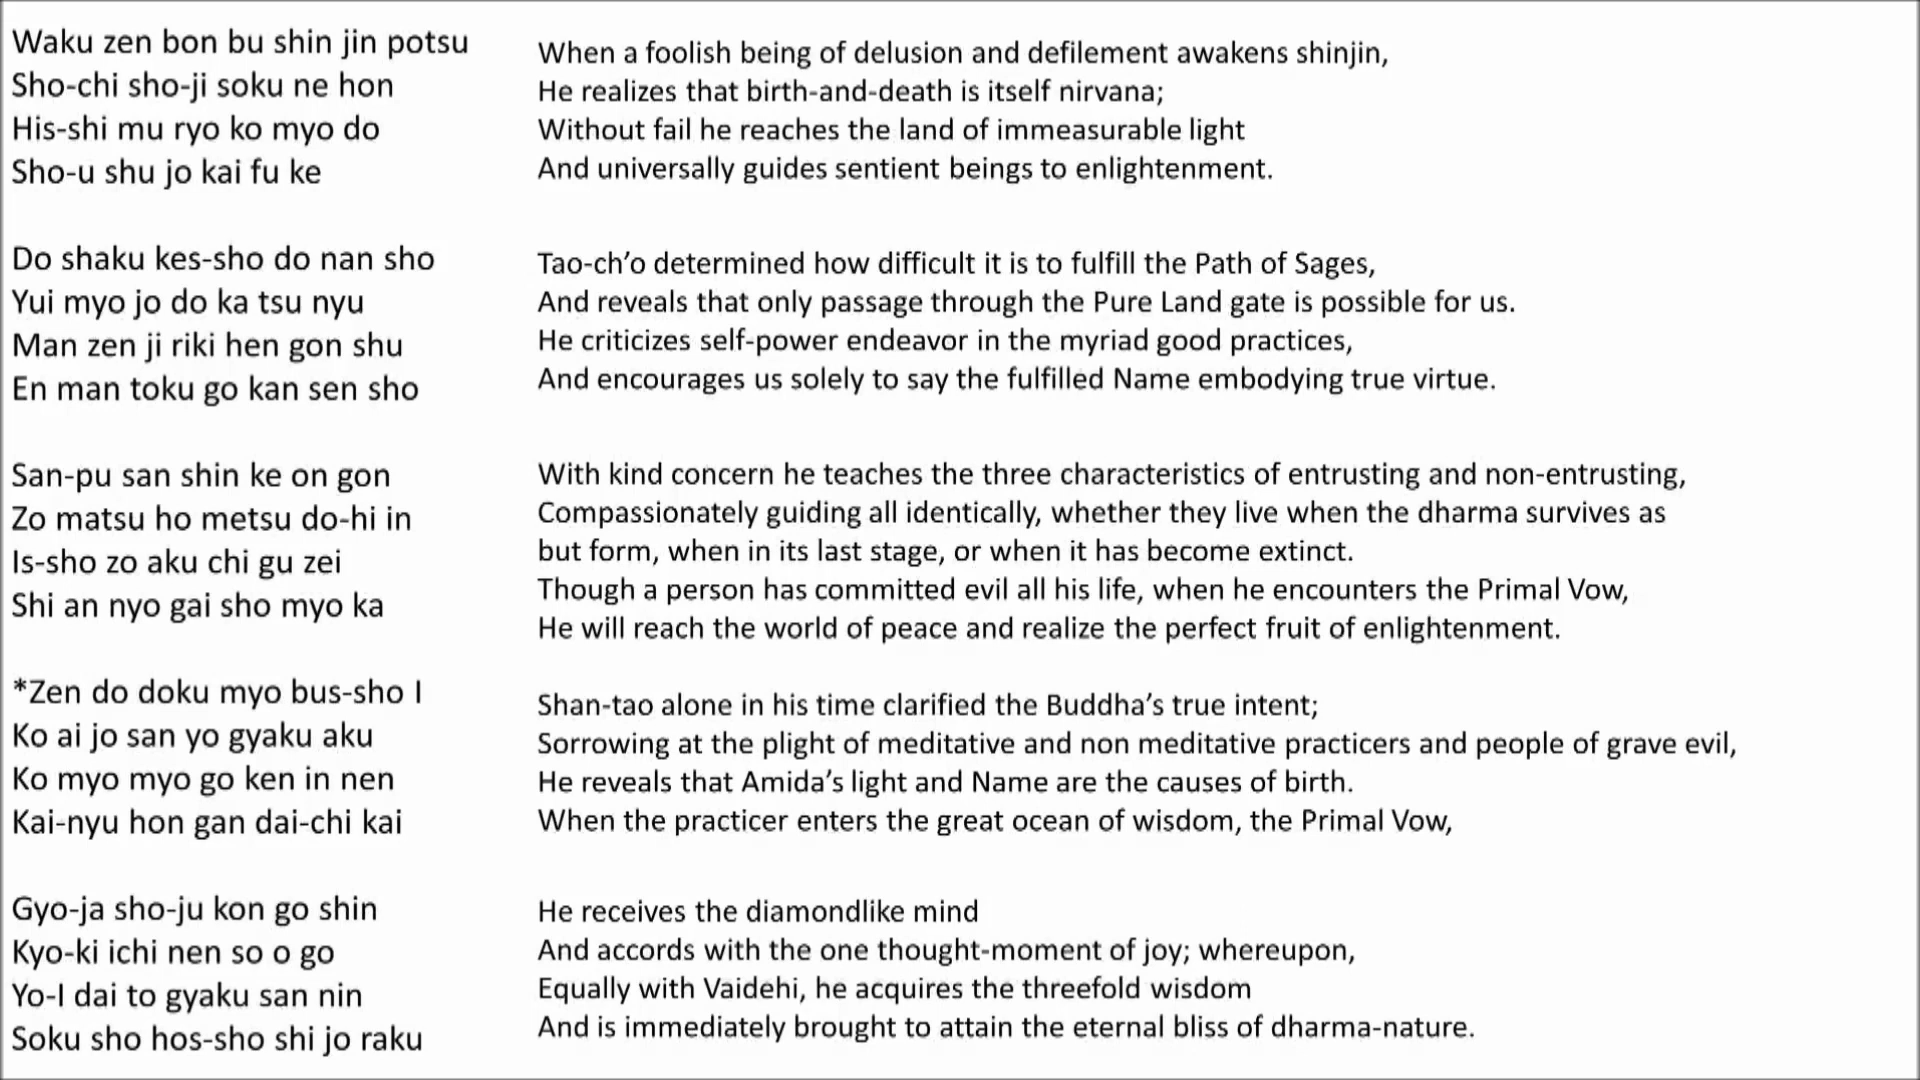 Waku zen bon bu shin jin potsu
Sho-chi sho-ji soku ne hon
His-shi mu ryo ko myo do
Sho-u shu jo kai fu ke
When a foolish being of delusion and defilement awakens shinjin,
He realizes that birth-and-death is itself nirvana;
Without fail he reaches the land of immeasurable light
And universally guides sentient beings to enlightenment.
Do shaku kes-sho do nan sho
Yui myo jo do ka tsu nyu
Man zen ji riki hen gon shu
En man toku go kan sen sho
Tao-ch’o determined how difficult it is to fulfill the Path of Sages,
And reveals that only passage through the Pure Land gate is possible for us.
He criticizes self-power endeavor in the myriad good practices,
And encourages us solely to say the fulfilled Name embodying true virtue.
San-pu san shin ke on gon
Zo matsu ho metsu do-hi in
Is-sho zo aku chi gu zei
Shi an nyo gai sho myo ka
With kind concern he teaches the three characteristics of entrusting and non-entrusting,
Compassionately guiding all identically, whether they live when the dharma survives as
but form, when in its last stage, or when it has become extinct.
Though a person has committed evil all his life, when he encounters the Primal Vow,
He will reach the world of peace and realize the perfect fruit of enlightenment.
*Zen do doku myo bus-sho I
Ko ai jo san yo gyaku aku
Ko myo myo go ken in nen
Kai-nyu hon gan dai-chi kai
Shan-tao alone in his time clarified the Buddha’s true intent;
Sorrowing at the plight of meditative and non meditative practicers and people of grave evil,
He reveals that Amida’s light and Name are the causes of birth.
When the practicer enters the great ocean of wisdom, the Primal Vow,
Gyo-ja sho-ju kon go shin
Kyo-ki ichi nen so o go
Yo-I dai to gyaku san nin
Soku sho hos-sho shi jo raku
He receives the diamondlike mind
And accords with the one thought-moment of joy; whereupon,
Equally with Vaidehi, he acquires the threefold wisdom
And is immediately brought to attain the eternal bliss of dharma-nature.